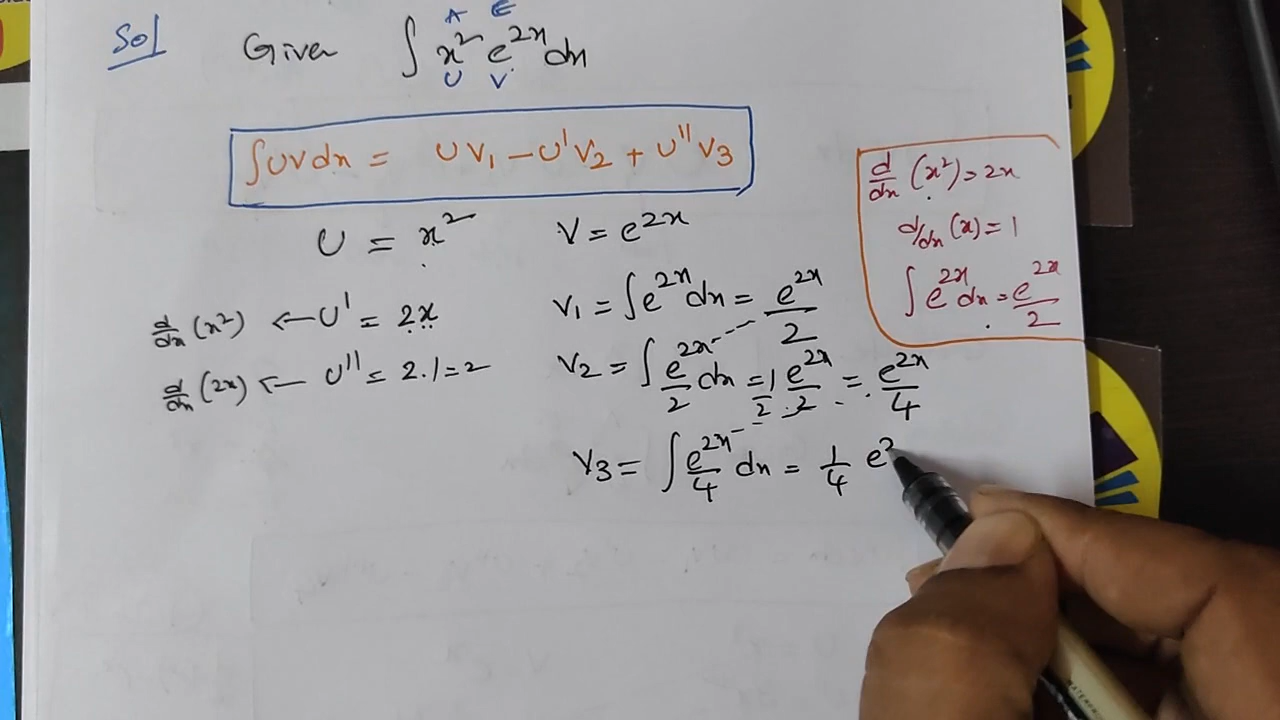 A E
Sol Given ∫ x² e^2x dx
U V
∫UVdx = UV₁ - U'V₂ + U''V₃
U = x² V = e^2x
d/dx (x²) ← U' = 2x V₁ = ∫e^2x dx = e^2x/2
d/dx (2x) ← U'' = 2.1 = 2 V₂ = ∫ e^2x/2 dx = 1/2 e^2x/2 = e^2x/4
V₃ = ∫ e^2x/4 dx = 1/4 e²
d/dx (x²) = 2x
d/dx (x) = 1
∫ e^2x dx = e^2x/2